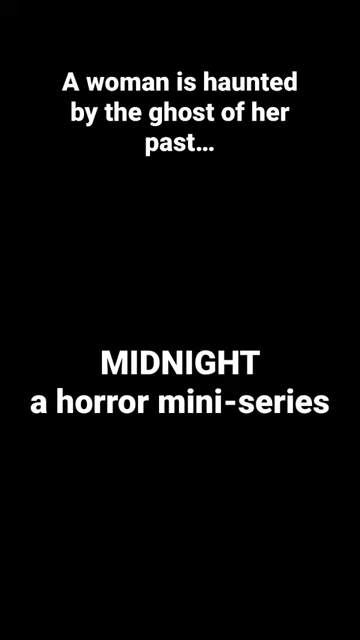 A woman is haunted
by the ghost of her
past...
MIDNIGHT
a horror mini-series